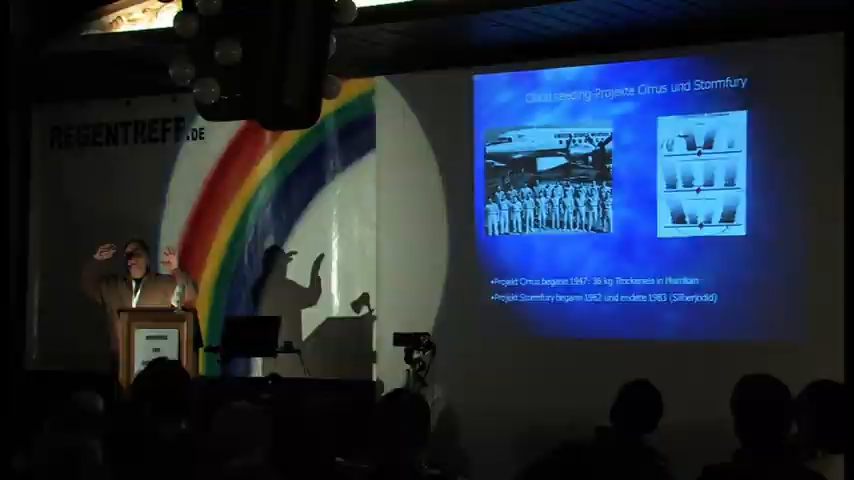 REGENTREFF.DE
Cloud seeding-Projekte Cirrus und Stormfury
•Projekt Cirrus begann 1947: 36 kg Trockeneis in Hurrikan
•Projekt Stormfury begann 1962 und endete 1983 (Silberjodid)